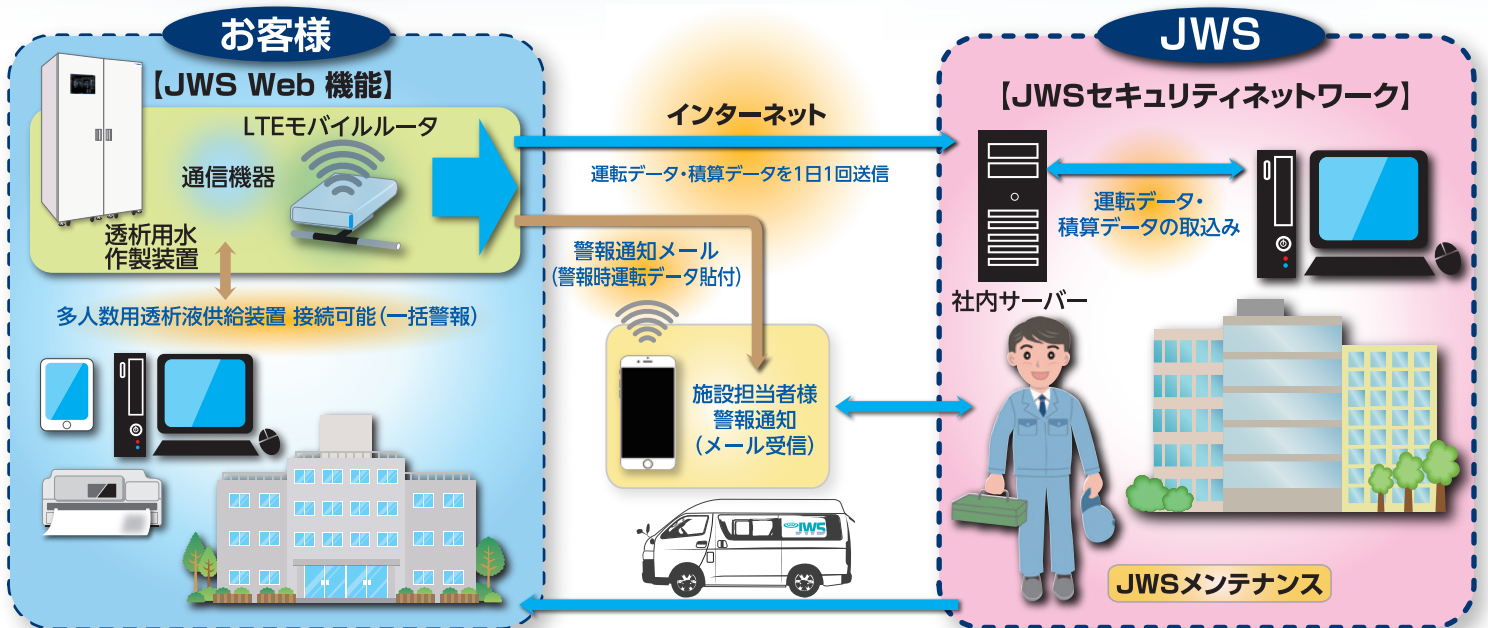 お客様
【JWS Web 機能】
LTEモバイルルータ
通信機器
透析用水
作製装置
多人数用透析液供給装置 接続可能(一括警報)
インターネット
運転データ・積算データを1日1回送信
警報通知メール
(警報時運転データ貼付)
施設担当者様
警報通知
(メール受信)
JWS
JWS
【JWSセキュリティネットワーク】
運転データ・
積算データの取込み
社内サーバー
JWSメンテナンス